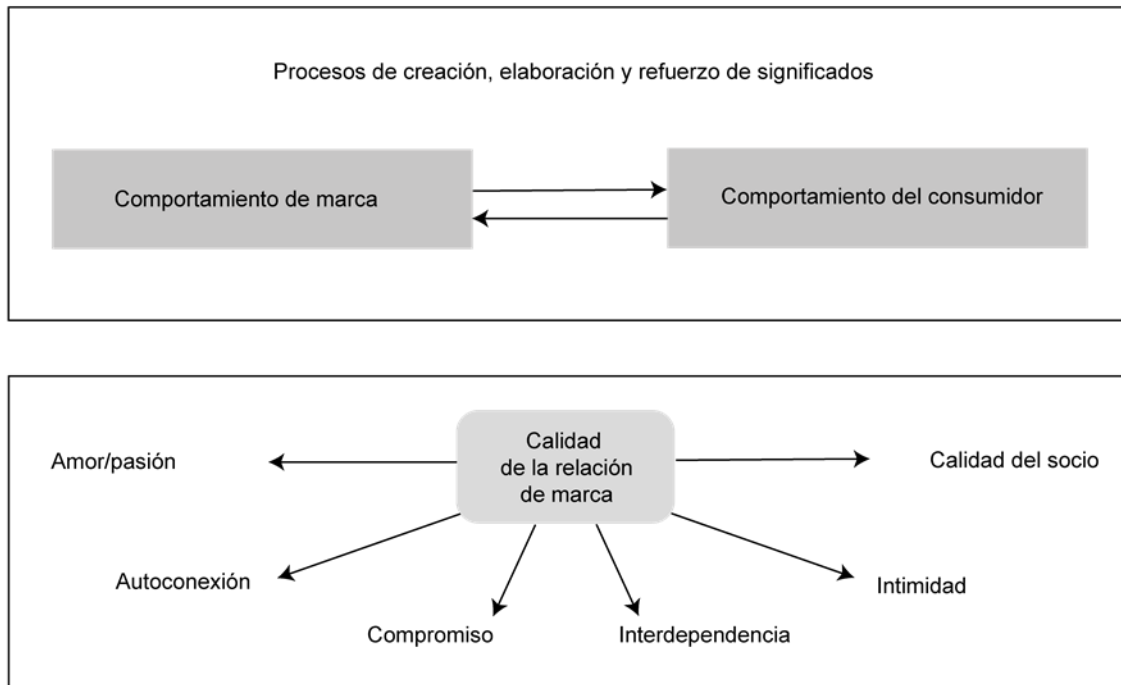 Procesos de creación, elaboración y refuerzo de significados
Comportamiento de marca
Comportamiento del consumidor
Calidad
de la relación
de marca
Amor/pasión
Calidad del socio
Autoconexión
Intimidad
Compromiso
Interdependencia